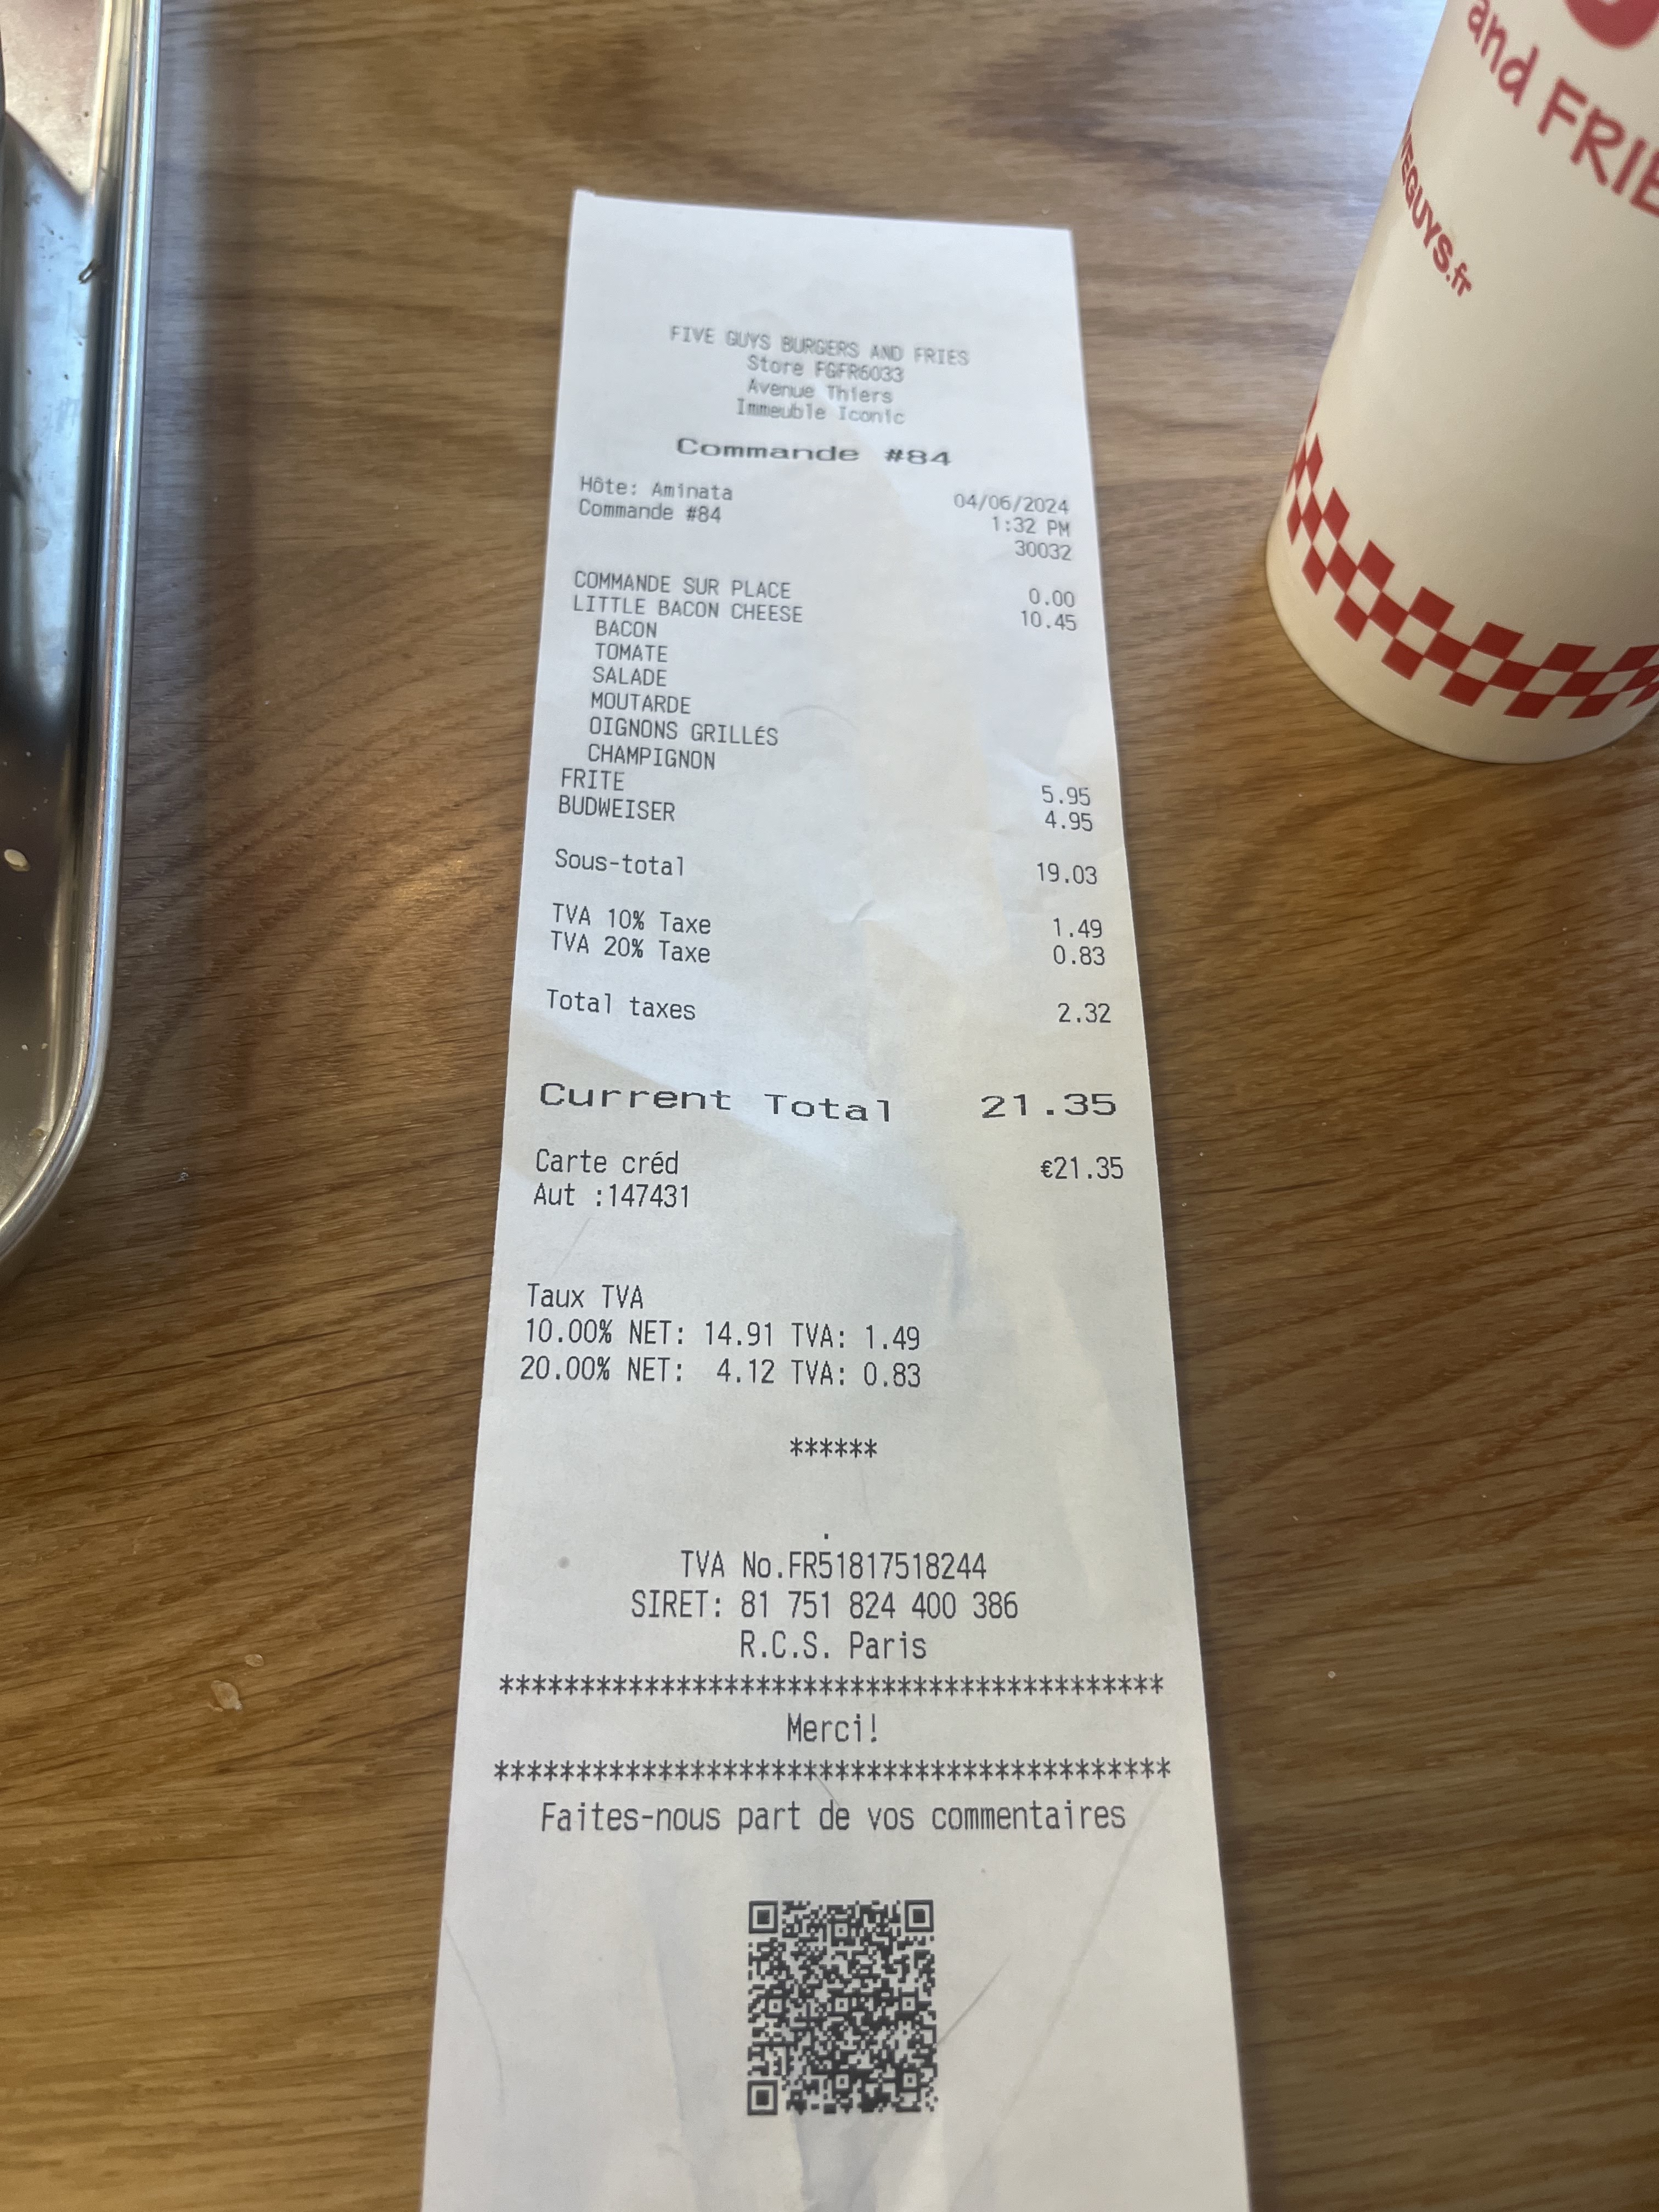 FIVE GUYS BURGERS AND FRIES
Store FGFR6033
Avenue Thiers
Immeuble Iconic
Commande #84
Hôte: Aminata 04/06/2024
Commande #84 1:32 PM
30032
COMMANDE SUR PLACE 0.00
LITTLE BACON CHEESE 10.45
BACON
TOMATE
SALADE
MOUTARDE
OIGNONS GRILLÉS
CHAMPIGNON
FRITE 5.95
BUDWEISER 4.95
Sous-total 19.03
TVA 10% Taxe 1.49
TVA 20% Taxe 0.83
Total taxes 2.32
Current Total 21.35
Carte créd €21.35
Aut :147431
Taux TVA
10.00% NET: 14.91 TVA: 1.49
20.00% NET: 4.12 TVA: 0.83
******
.
TVA No.FR51817518244
SIRET: 81 751 824 400 386
R.C.S. Paris
*****************************************
Merci!
*****************************************
Faites-nous part de vos commentaires
and FRIE
VEGUYS.fr